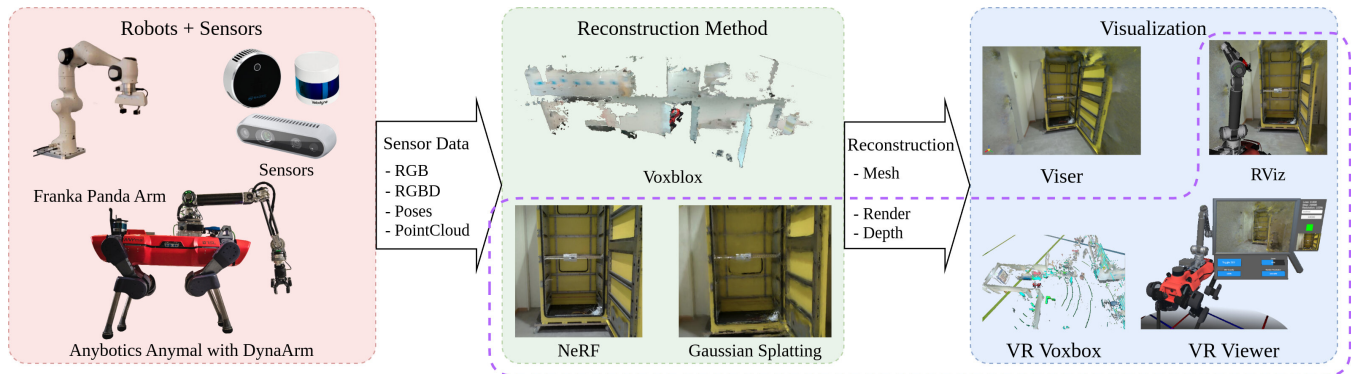 Robots + Sensors
Sensors
Franka Panda Arm
Anybotics Anymal with DynaArm
Sensor Data
- RGB
- RGBD
- Poses
- PointCloud
Reconstruction Method
Voxblox
NeRF
Gaussian Splatting
Reconstruction
- Mesh
- Render
- Depth
Visualization
Viser
RViz
VR Voxbox
VR Viewer